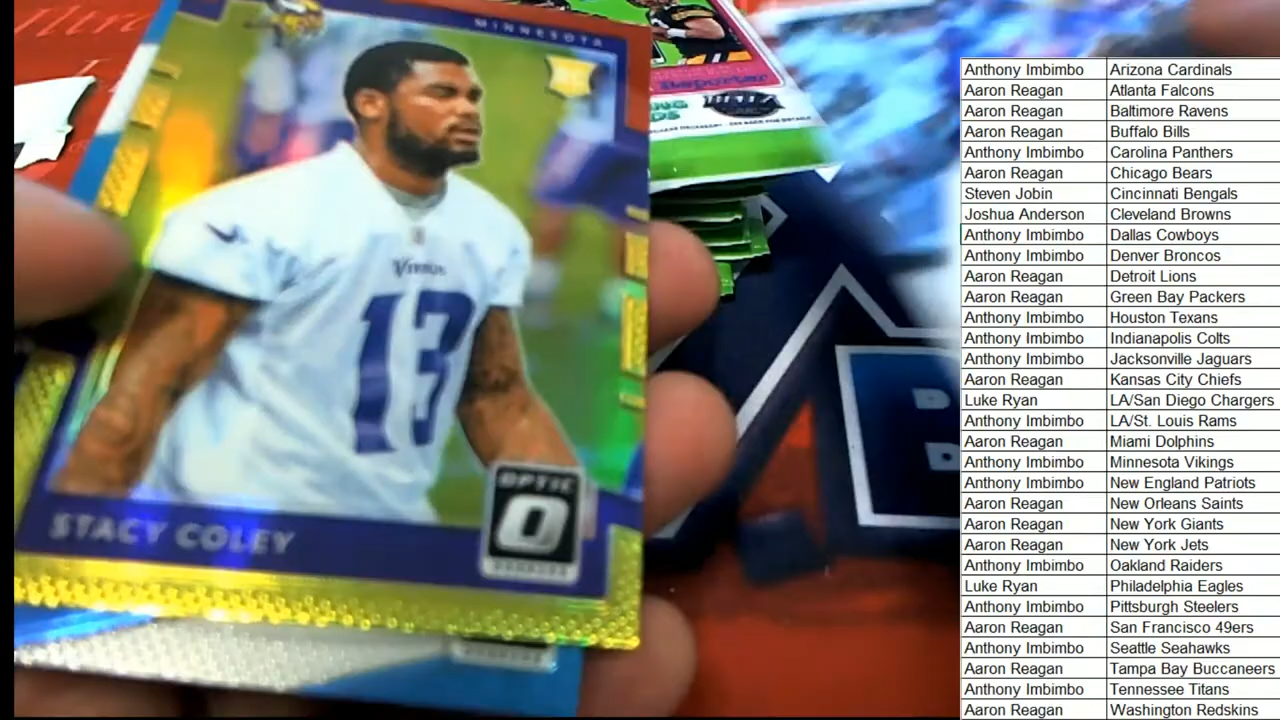 MINNESOTA
VIKINGS
13
STACY COLEY
OPTIC
Anthony Imbimbo Arizona Cardinals
Aaron Reagan Atlanta Falcons
Aaron Reagan Baltimore Ravens
Aaron Reagan Buffalo Bills
Anthony Imbimbo Carolina Panthers
Aaron Reagan Chicago Bears
Steven Jobin Cincinnati Bengals
Joshua Anderson Cleveland Browns
Anthony Imbimbo Dallas Cowboys
Anthony Imbimbo Denver Broncos
Aaron Reagan Detroit Lions
Aaron Reagan Green Bay Packers
Anthony Imbimbo Houston Texans
Anthony Imbimbo Indianapolis Colts
Anthony Imbimbo Jacksonville Jaguars
Aaron Reagan Kansas City Chiefs
Luke Ryan LA/San Diego Chargers
Anthony Imbimbo LA/St. Louis Rams
Aaron Reagan Miami Dolphins
Anthony Imbimbo Minnesota Vikings
Anthony Imbimbo New England Patriots
Aaron Reagan New Orleans Saints
Aaron Reagan New York Giants
Aaron Reagan New York Jets
Anthony Imbimbo Oakland Raiders
Luke Ryan Philadelphia Eagles
Anthony Imbimbo Pittsburgh Steelers
Aaron Reagan San Francisco 49ers
Anthony Imbimbo Seattle Seahawks
Aaron Reagan Tampa Bay Buccaneers
Anthony Imbimbo Tennessee Titans
Aaron Reagan Washington Redskins